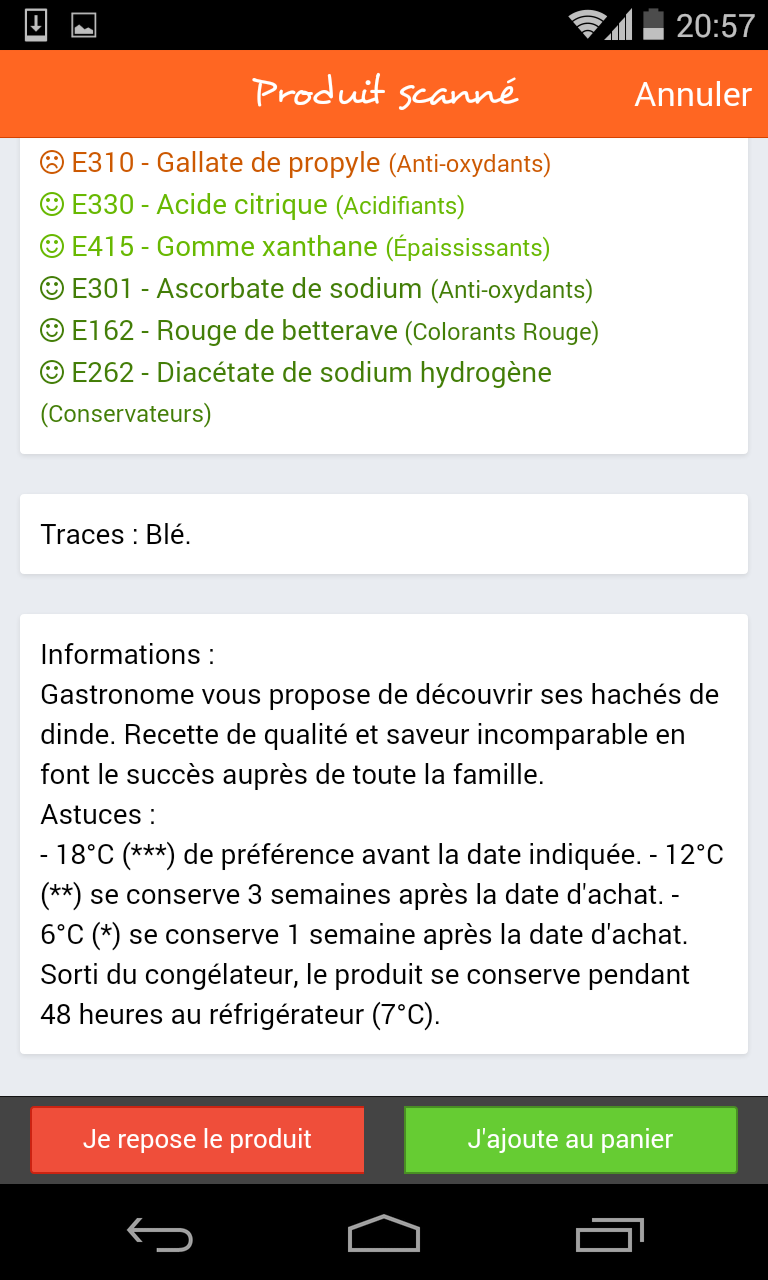 20:57
Produit scanné
Annuler
E310 - Gallate de propyle (Anti-oxydants)
E330 - Acide citrique (Acidifiants)
E415 - Gomme xanthane (Épaississants)
E301 - Ascorbate de sodium (Anti-oxydants)
E162 - Rouge de betterave (Colorants Rouge)
E262 - Diacétate de sodium hydrogène
(Conservateurs)
Traces : Blé.
Informations :
Gastronome vous propose de découvrir ses hachés de
dinde. Recette de qualité et saveur incomparable en
font le succès auprès de toute la famille.
Astuces :
- 18°C (***) de préférence avant la date indiquée. - 12°C
(**) se conserve 3 semaines après la date d'achat. -
6°C (*) se conserve 1 semaine après la date d'achat.
Sorti du congélateur, le produit se conserve pendant
48 heures au réfrigérateur (7°C).
Je repose le produit
J'ajoute au panier